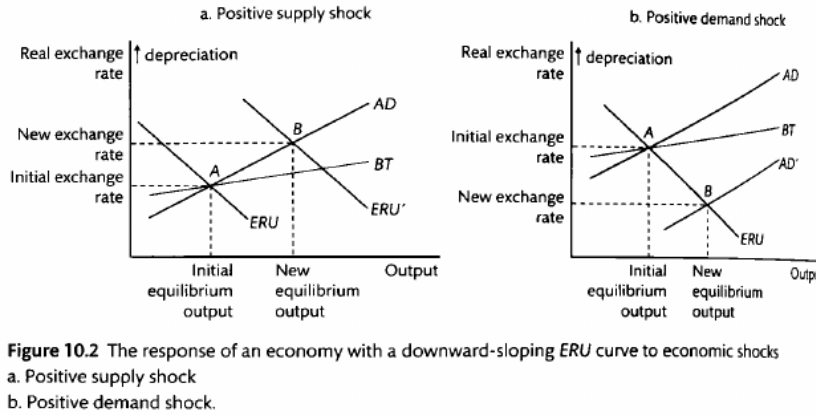 a. Positive supply shock
Real exchange
rate
depreciation
AD
B
New exchange
rate
A
BT
Initial exchange
rate
ERU
ERU'
Initial
equilibrium
output
New
equilibrium
output
Output
b. Positive demand shock
Real exchange
rate
depreciation
AD
A
BT
Initial exchange
rate
AD'
B
New exchange
rate
ERU
Initial
equilibrium
output
New
equilibrium
output
Outp
Figure 10.2 The response of an economy with a downward-sloping ERU curve to economic shocks
a. Positive supply shock
b. Positive demand shock.